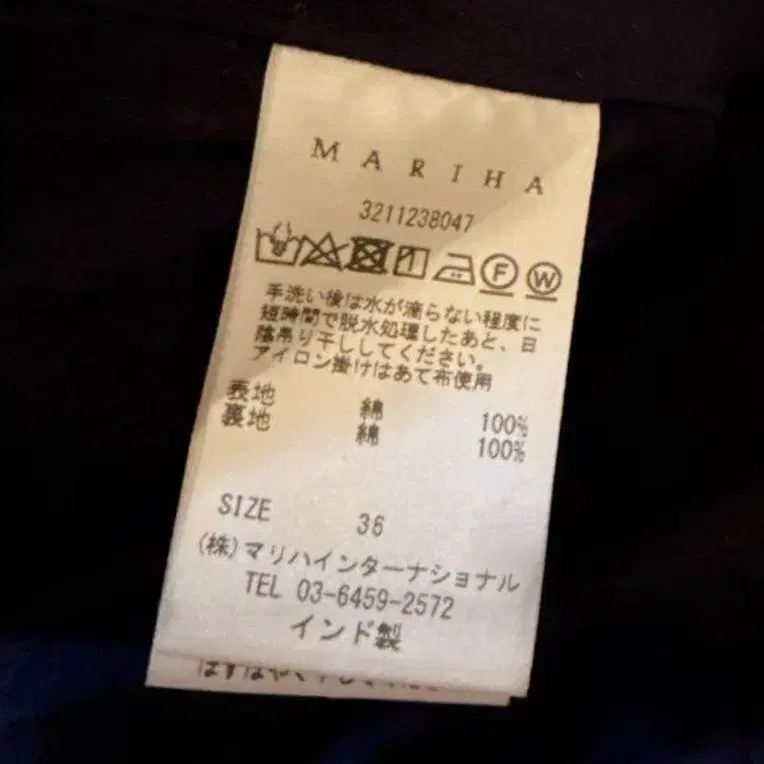 MARIHA
3211238047
F W
手洗い後は水が滴らない程度に
短時間で脱水処理したあと、日
陰吊り干ししてください。
アイロン掛けはあて布使用
表地 綿 100%
裏地 綿 100%
SIZE 36
(株)マリハインターナショナル
TEL 03-6459-2572
インド製